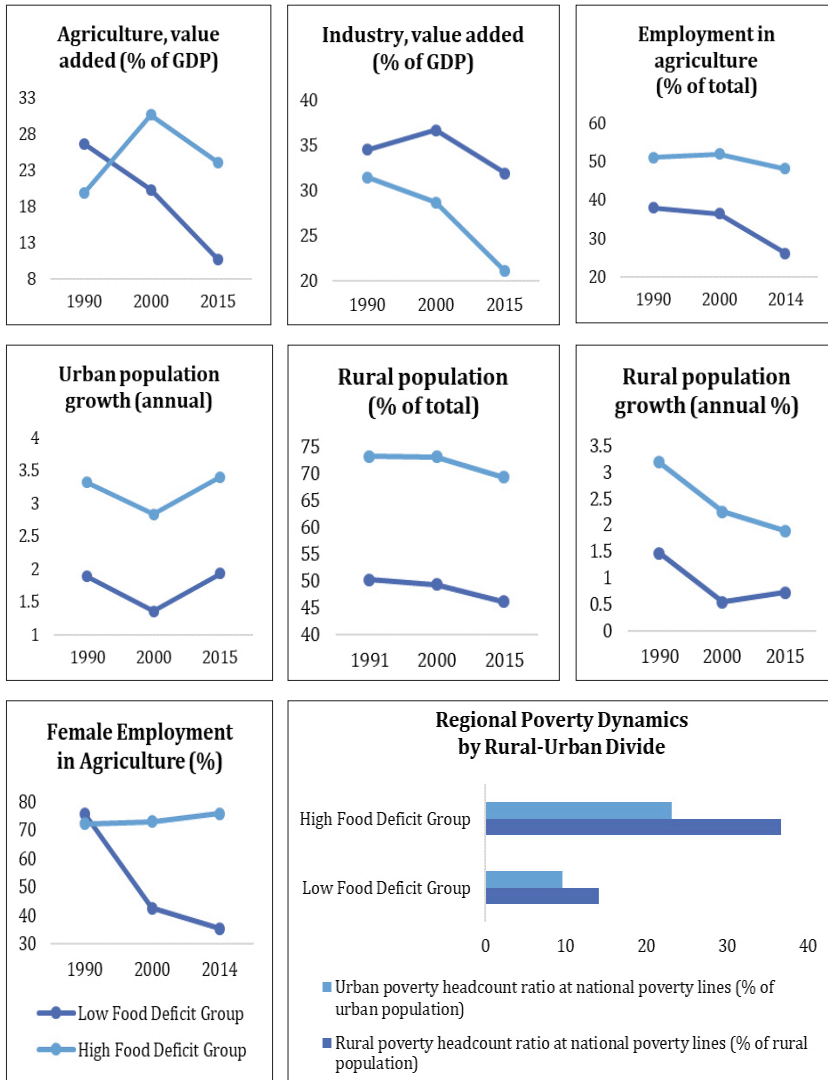 Agriculture, value
added (% of GDP)
33
28
23
18
13
8
1990 2000 2015
Industry, value added
(% of GDP)
40
35
30
25
20
1990 2000 2015
Employment in
agriculture
(% of total)
60
50
40
30
20
1990 2000 2014
Urban population
growth (annual)
4
3.5
3
2.5
2
1.5
1
1990 2000 2015
Rural population
(% of total)
75
70
65
60
55
50
45
40
1991 2000 2015
Rural population
growth (annual %)
3.5
3
2.5
2
1.5
1
0.5
0
1990 2000 2015
Female Employment
in Agriculture (%)
80
70
60
50
40
30
1990 2000 2014
Low Food Deficit Group
High Food Deficit Group
Regional Poverty Dynamics
by Rural-Urban Divide
High Food Deficit Group
Low Food Deficit Group
0 10 20 30 40
Urban poverty headcount ratio at national poverty lines (% of
urban population)
Rural poverty headcount ratio at national poverty lines (% of rural
population)